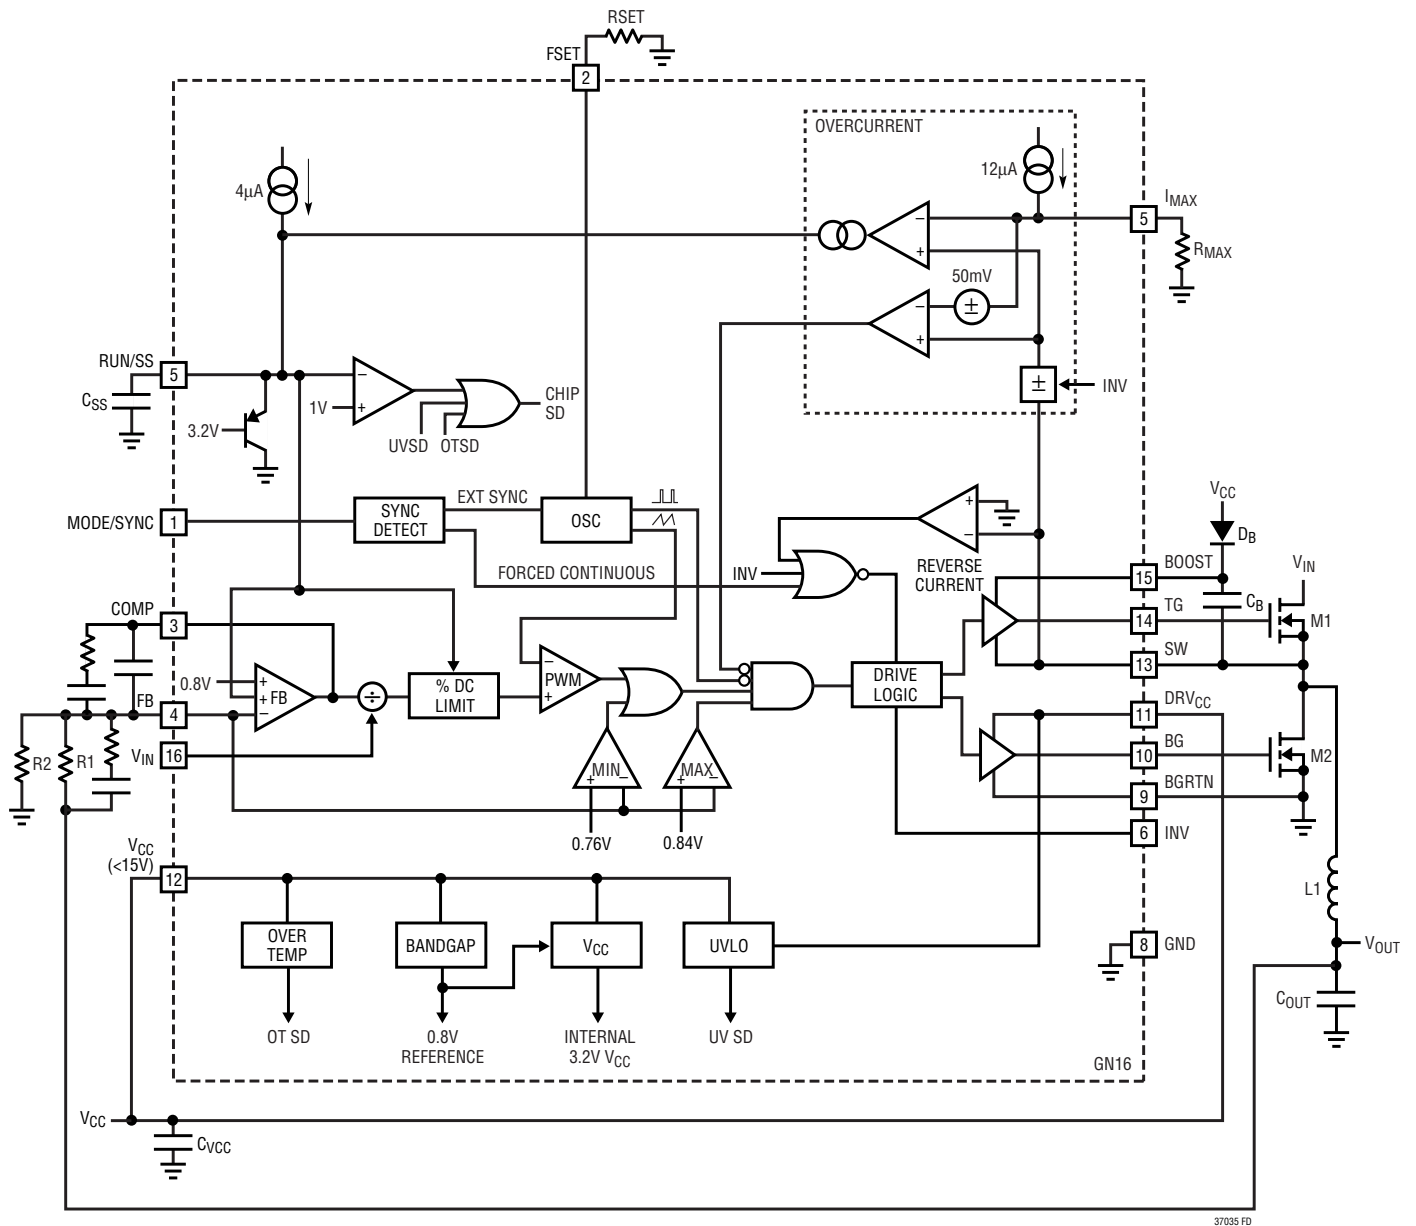 RSET
FSET
2
OVERCURRENT
4µA
12µA
IMAX
5
RMAX
−
+
50mV
±
−
+
RUN/SS
5
CSS
3.2V
−
1V
+
UVSD
OTSD
CHIP
SD
±
INV
MODE/SYNC
1
SYNC
DETECT
EXT SYNC
OSC
FORCED CONTINUOUS
INV
+
−
REVERSE
CURRENT
VCC
DB
BOOST
15
VIN
CB
TG
14
M1
SW
13
COMP
3
0.8V
+
+
FB
−
÷
% DC
LIMIT
−
PWM
+
DRIVE
LOGIC
FB
4
VIN
16
R2
R1
MIN
+
−
MAX
+
−
0.76V
0.84V
DRVCC
11
BG
10
M2
BGRTN
9
6
INV
VCC
(<15V)
12
OVER
TEMP
BANDGAP
VCC
UVLO
8
GND
L1
VOUT
COUT
OT SD
0.8V
REFERENCE
INTERNAL
3.2V VCC
UV SD
GN16
VCC
CVCC
37035 FD